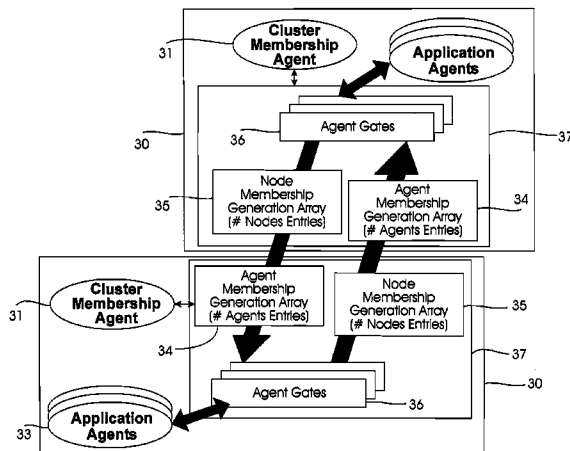 31
Cluster
Membership
Agent
Application
Agents
30
36
Agent Gates
37
35
Node
Membership
Generation Array
(# Nodes Entries)
Agent
Membership
Generation Array
(# Agents Entries)
34
31
Cluster
Membership
Agent
Agent
Membership
Generation Array
(# Agents Entries)
34
Node
Membership
Generation Array
(# Nodes Entries)
35
37
30
Agent Gates
36
33
Application
Agents